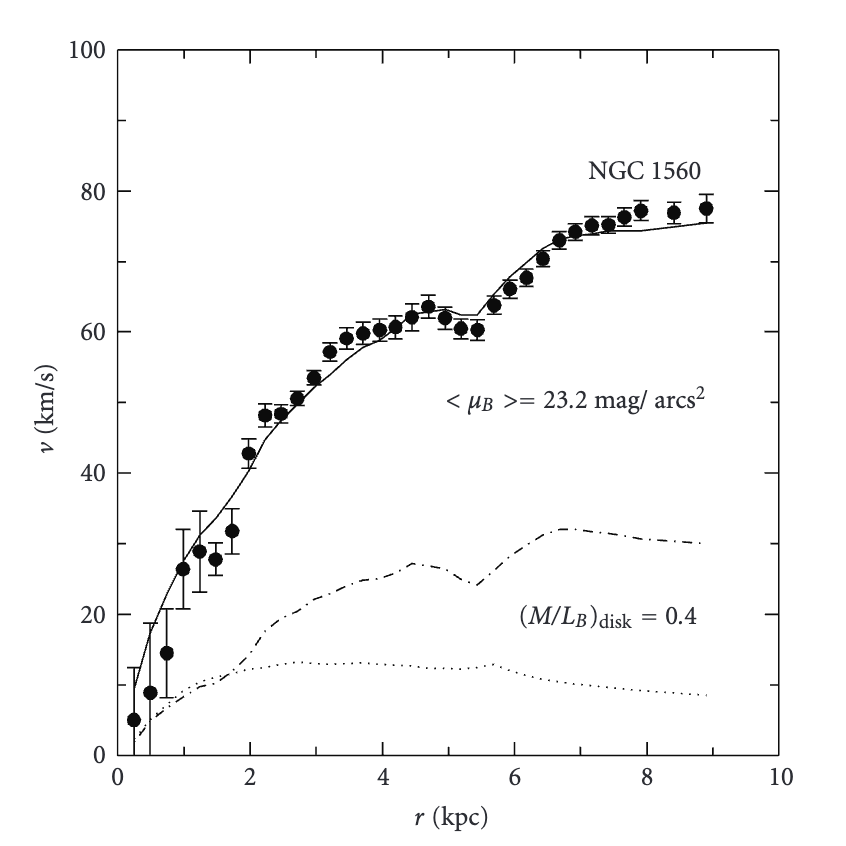 100
80
60
40
20
0
v (km/s)
NGC 1560
< μB >= 23.2 mag/ arcs²
(M/LB)disk = 0.4
0 2 4 6 8 10
r (kpc)